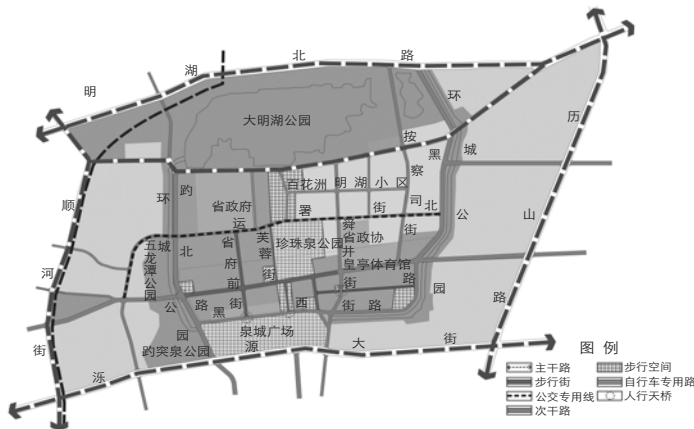 明湖北路
大明湖公园
环城公园
历山路
顺河街
按察司街
黑
北
趵
北
路
百花洲
明湖小区
省政府
运署街
芙蓉街
珍珠泉公园
省政协
舜井街
皇亭体育馆
五龙潭公园
环城公园
省府前街
黑
西
街
路
路
泉城广场
趵突泉公园
泺源大街
图例
主干路
步行街
公交专用线
次干路
步行空间
自行车专用路
人行天桥